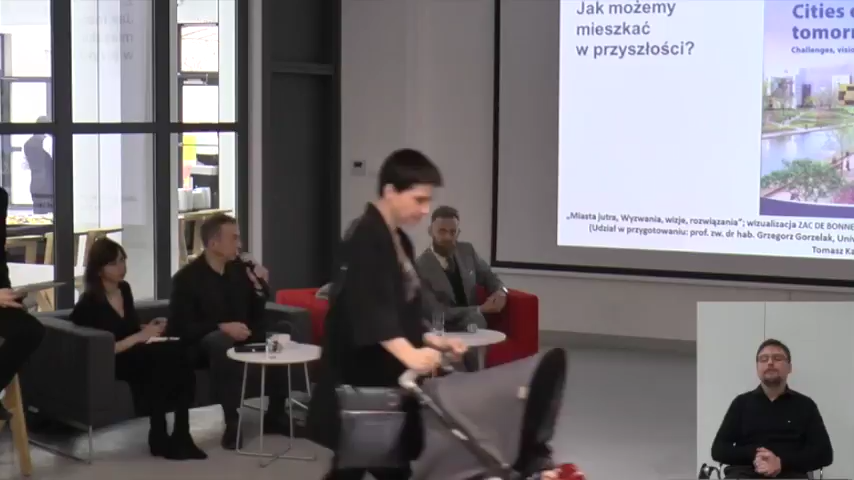 Jak możemy
mieszkać
w przyszłości?
Cities
tomorr
Challenges, visio
„Miasta jutra, Wyzwania, wizje, rozwiązania"; wizualizacja ZAC DE BONNE
(Udział w przygotowaniu: prof. zw. dr hab. Grzegorz Gorzelak, Uni
Tomasz Ka